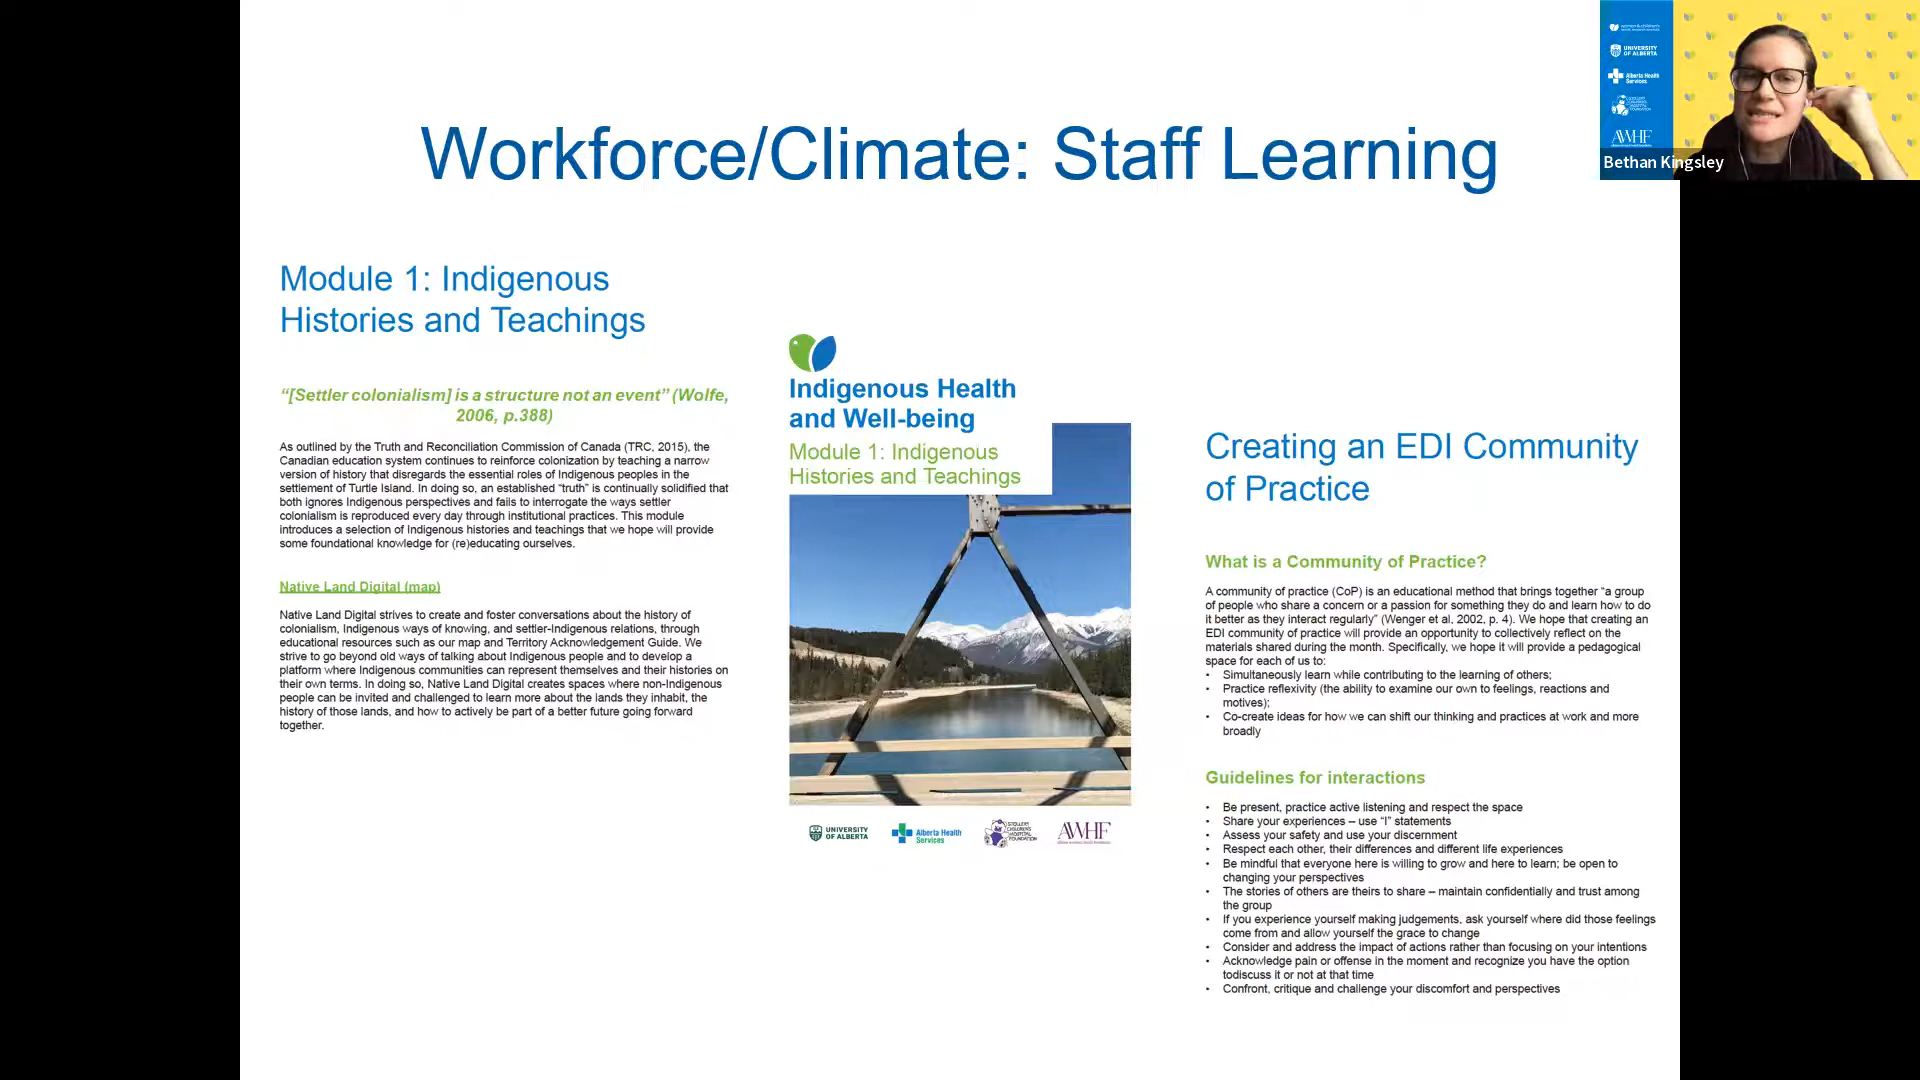 Workforce/Climate: Staff Learning
Module 1: Indigenous
Histories and Teachings
“[Settler colonialism] is a structure not an event” (Wolfe,
2006, p.388)
As outlined by the Truth and Reconciliation Commission of Canada (TRC, 2015), the
Canadian education system continues to reinforce colonization by teaching a narrow
version of history that disregards the essential roles of Indigenous peoples in the
settlement of Turtle Island. In doing so, an established “truth” is continually solidified that
both ignores Indigenous perspectives and fails to interrogate the ways settler
colonialism is reproduced every day through institutional practices. This module
introduces a selection of Indigenous histories and teachings that we hope will provide
some foundational knowledge for (re)educating ourselves.
Native Land Digital (map)
Native Land Digital strives to create and foster conversations about the history of
colonialism, Indigenous ways of knowing, and settler-Indigenous relations, through
educational resources such as our map and Territory Acknowledgement Guide. We
strive to go beyond old ways of talking about Indigenous people and to develop a
platform where Indigenous communities can represent themselves and their histories on
their own terms. In doing so, Native Land Digital creates spaces where non-Indigenous
people can be invited and challenged to learn more about the lands they inhabit, the
history of those lands, and how to actively be part of a better future going forward
together.
Indigenous Health
and Well-being
Module 1: Indigenous
Histories and Teachings
UNIVERSITY
OF ALBERTA
Alberta Health
Services
STOLLERY
CHILDREN'S
HOSPITAL
FOUNDATION
AWHF
Creating an EDI Community
of Practice
What is a Community of Practice?
A community of practice (CoP) is an educational method that brings together “a group
of people who share a concern or a passion for something they do and learn how to do
it better as they interact regularly” (Wenger et al, 2002, p. 4). We hope that creating an
EDI community of practice will provide an opportunity to collectively reflect on the
materials shared during the month. Specifically, we hope it will provide a pedagogical
space for each of us to:
• Simultaneously learn while contributing to the learning of others;
• Practice reflexivity (the ability to examine our own to feelings, reactions and
motives);
• Co-create ideas for how we can shift our thinking and practices at work and more
broadly
Guidelines for interactions
• Be present, practice active listening and respect the space
• Share your experiences – use “I” statements
• Assess your safety and use your discernment
• Respect each other, their differences and different life experiences
• Be mindful that everyone here is willing to grow and here to learn; be open to
changing your perspectives
• The stories of others are theirs to share – maintain confidentially and trust among
the group
• If you experience yourself making judgements, ask yourself where did those feelings
come from and allow yourself the grace to change
• Consider and address the impact of actions rather than focusing on your intentions
• Acknowledge pain or offense in the moment and recognize you have the option
todiscuss it or not at that time
• Confront, critique and challenge your discomfort and perspectives
UNIVERSITY
OF ALBERTA
Alberta Health
Services
AWHF
Bethan Kingsley